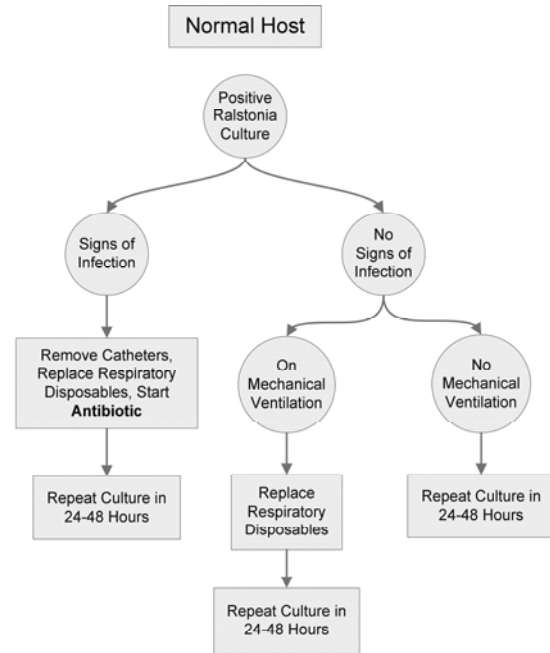 Normal Host
Positive
Ralstonia
Culture
Signs of
Infection
No
Signs of
Infection
Remove Catheters,
Replace Respiratory
Disposables, Start
Antibiotic
On
Mechanical
Ventilation
No
Mechanical
Ventilation
Repeat Culture in
24-48 Hours
Replace
Respiratory
Disposables
Repeat Culture in
24-48 Hours
Repeat Culture in
24-48 Hours